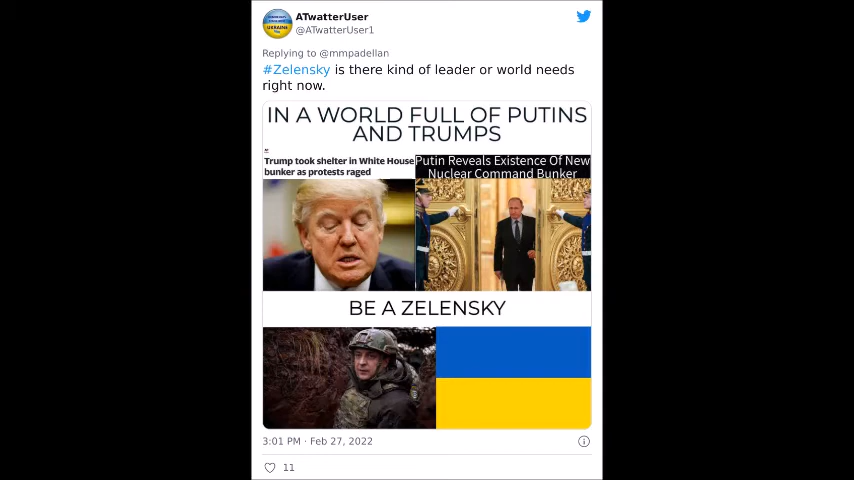 ATwatterUser
@ATwatterUser1
Replying to @mmpadellan
#Zelensky is there kind of leader or world needs
right now.
IN A WORLD FULL OF PUTINS
AND TRUMPS
Trump took shelter in White House
bunker as protests raged
Putin Reveals Existence Of New
Nuclear Command Bunker
BE A ZELENSKY
3:01 PM · Feb 27, 2022
11